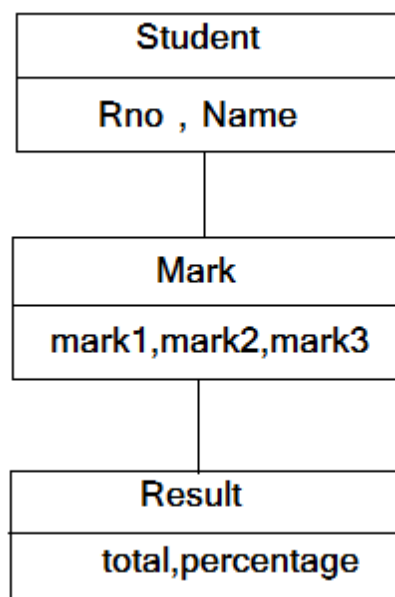 Student
Rno , Name
Mark
mark1,mark2,mark3
Result
total,percentage